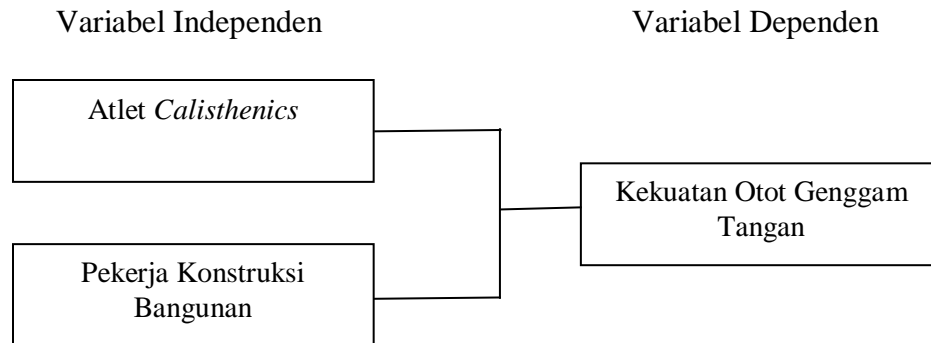 Variabel Independen
Variabel Dependen
Atlet Calisthenics
Kekuatan Otot Genggam
Tangan
Pekerja Konstruksi
Bangunan